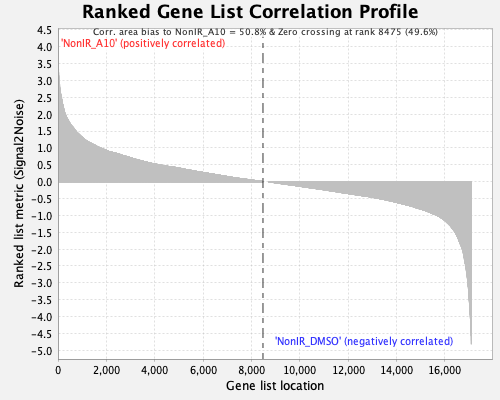 Ranked Gene List Correlation Profile
Corr. area bias to NonIR_A10 = 50.8% & Zero crossing at rank 8475 (49.6%)
'NonIR_A10' (positively correlated)
4.5
4.0
3.5
3.0
2.5
2.0
1.5
1.0
0.5
0.0
-0.5
-1.0
-1.5
-2.0
-2.5
-3.0
-3.5
-4.0
-4.5
-5.0
Ranked list metric (Signal2Noise)
'NonIR_DMSO' (negatively correlated)
0 2,000 4,000 6,000 8,000 10,000 12,000 14,000 16,000
Gene list location